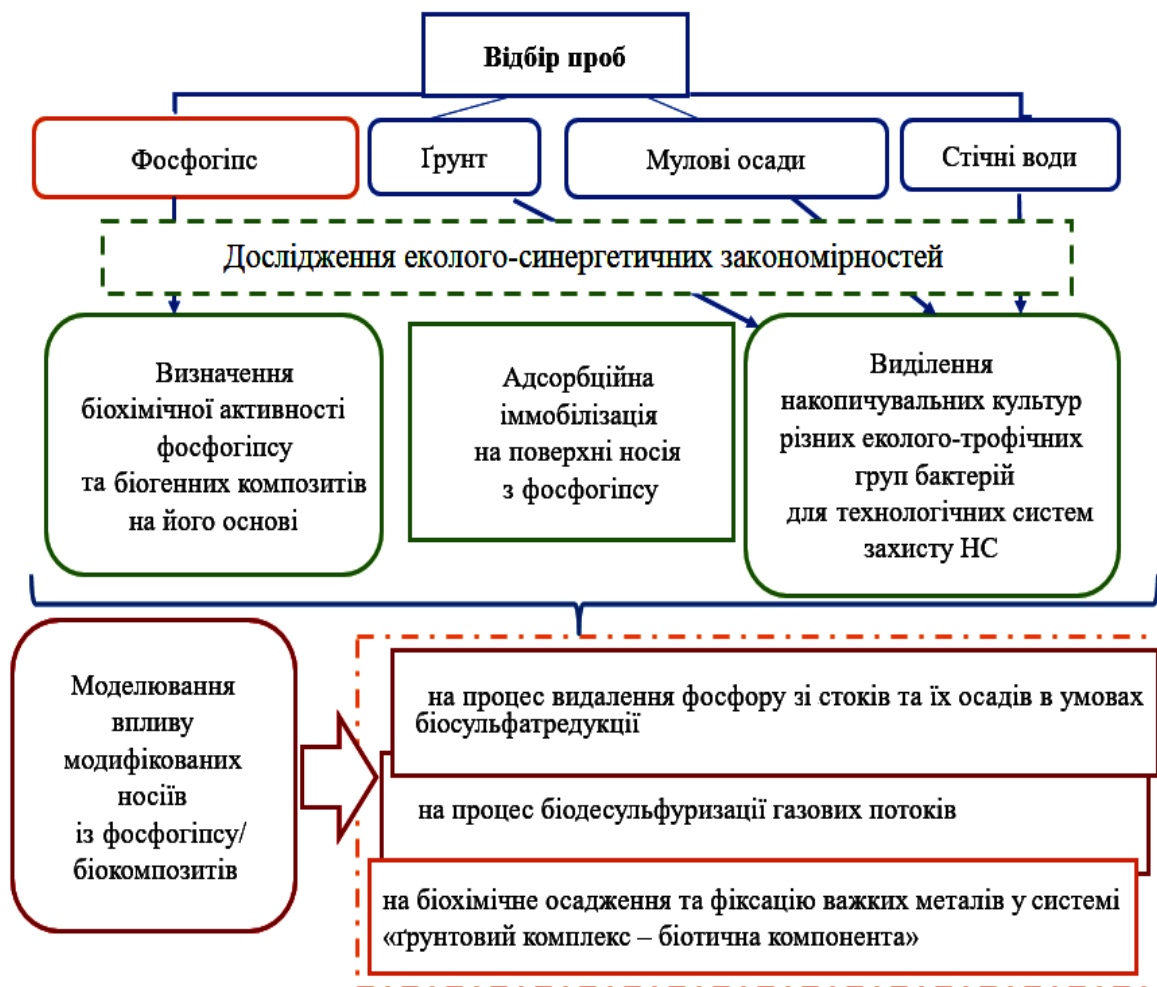 Відбір проб
Фосфогіпс
Ґрунт
Мулові осади
Стічні води
Дослідження еколого-синергетичних закономірностей
Визначення
біохімічної активності
фосфогіпсу
та біогенних композитів
на його основі
Адсорбційна
іммобілізація
на поверхні носія
з фосфогіпсу
Виділення
накопичувальних культур
різних еколого-трофічних
груп бактерій
для технологічних систем
захисту НС
Моделювання
впливу
модифікованих
носіїв
із фосфогіпсу/
біокомпозитів
на процес видалення фосфору зі стоків та їх осадів в умовах
біосульфатредукції
на процес біодесульфуризації газових потоків
на біохімічне осадження та фіксацію важких металів у системі
«ґрунтовий комплекс – біотична компонента»